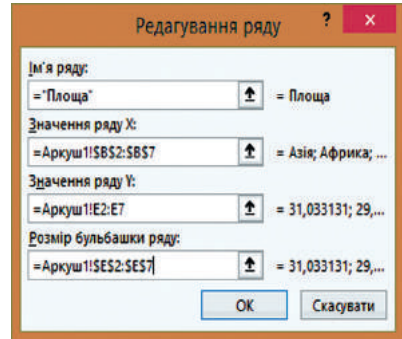 Редагування ряду ? ×
Ім'я ряду:
="Площа" = Площа
Значення ряду X:
=Аркуш1!$B$2:$B$7 = Азія; Африка; ...
Значення ряду Y:
=Аркуш1!E2:E7 = 31,033131; 29,...
Розмір бульбашки ряду:
=Аркуш1!$E$2:$E$7 = 31,033131; 29,...
OK Скасувати